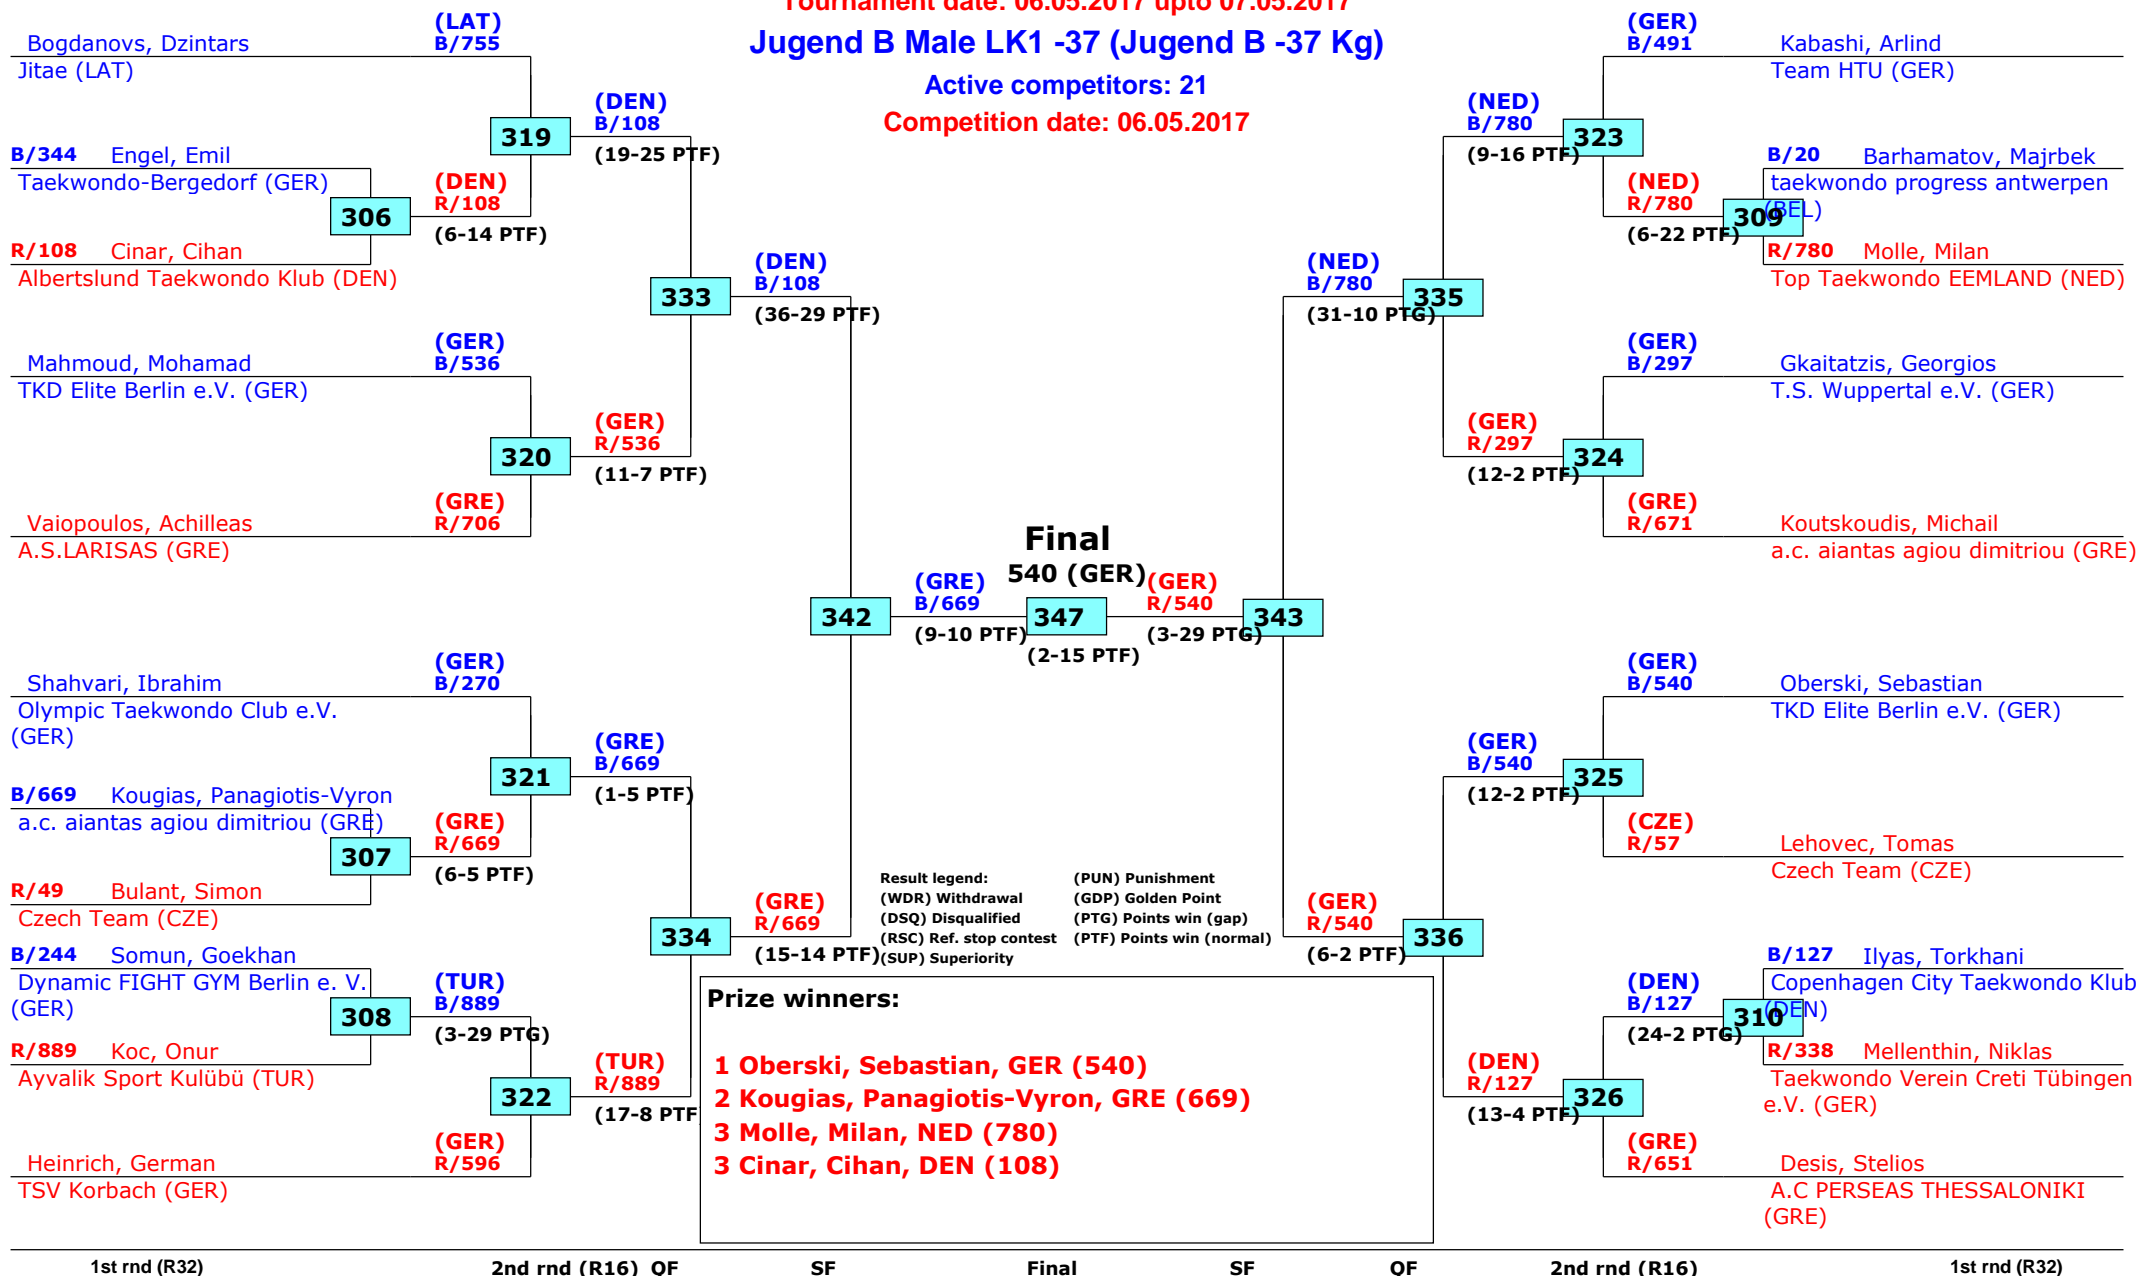 Tournament date: 06.05.2017 upto 07.05.2017
Jugend B Male LK1 -37 (Jugend B -37 Kg)
Active competitors: 21
Competition date: 06.05.2017
(LAT)
Bogdanovs, Dzintars B/755
Jitae (LAT)
319
(DEN)
B/108
(19-25 PTF)
B/344 Engel, Emil
Taekwondo-Bergedorf (GER)
306
(DEN)
R/108
(6-14 PTF)
R/108 Cinar, Cihan
Albertslund Taekwondo Klub (DEN)
333
(DEN)
B/108
(36-29 PTF)
(GER)
Mahmoud, Mohamad B/536
TKD Elite Berlin e.V. (GER)
320
(GER)
R/536
(11-7 PTF)
(GRE)
Vaiopoulos, Achilleas R/706
A.S.LARISAS (GRE)
342
(GRE)
B/669
(9-10 PTF)
(GER)
Shahvari, Ibrahim B/270
Olympic Taekwondo Club e.V.
(GER)
321
(GRE)
B/669
(1-5 PTF)
B/669 Kougias, Panagiotis-Vyron
a.c. aiantas agiou dimitriou (GRE)
307
(GRE)
R/669
(6-5 PTF)
R/49 Bulant, Simon
Czech Team (CZE)
334
(GRE)
R/669
(15-14 PTF)
B/244 Somun, Goekhan
Dynamic FIGHT GYM Berlin e. V.
(GER)
308
(TUR)
B/889
(3-29 PTG)
R/889 Koc, Onur
Ayvalik Sport Kulübü (TUR)
322
(TUR)
R/889
(17-8 PTF
(GER)
Heinrich, German R/596
TSV Korbach (GER)
Final
540 (GER)
347
(2-15 PTF)
(GER)
R/540
(3-29 PTG)
343
(GER)
B/491 Kabashi, Arlind
Team HTU (GER)
(NED)
B/780
(9-16 PTF)
323
B/20 Barhamatov, Majrbek
taekwondo progress antwerpen
(BEL)
(NED)
R/780
(6-22 PTF)
309
R/780 Molle, Milan
Top Taekwondo EEMLAND (NED)
(NED)
B/780
(31-10 PTG)
335
(GER)
B/297 Gkaitatzis, Georgios
T.S. Wuppertal e.V. (GER)
(GER)
R/297
(12-2 PTF)
324
(GRE)
R/671 Koutskoudis, Michail
a.c. aiantas agiou dimitriou (GRE)
(GER)
B/540 Oberski, Sebastian
TKD Elite Berlin e.V. (GER)
(GER)
B/540
(12-2 PTF)
325
(CZE)
R/57 Lehovec, Tomas
Czech Team (CZE)
(GER)
R/540
(6-2 PTF)
336
B/127 Ilyas, Torkhani
Copenhagen City Taekwondo Klub
(DEN)
(DEN)
B/127
(24-2 PTG)
310
R/338 Mellenthin, Niklas
Taekwondo Verein Creti Tübingen
e.V. (GER)
(DEN)
R/127
(13-4 PTF)
326
(GRE)
R/651 Desis, Stelios
A.C PERSEAS THESSALONIKI
(GRE)
Result legend: (PUN) Punishment
(WDR) Withdrawal (GDP) Golden Point
(DSQ) Disqualified (PTG) Points win (gap)
(RSC) Ref. stop contest (PTF) Points win (normal)
(SUP) Superiority
Prize winners:
1 Oberski, Sebastian, GER (540)
2 Kougias, Panagiotis-Vyron, GRE (669)
3 Molle, Milan, NED (780)
3 Cinar, Cihan, DEN (108)
1st rnd (R32) 2nd rnd (R16) QF SF Final SF QF 2nd rnd (R16) 1st rnd (R32)